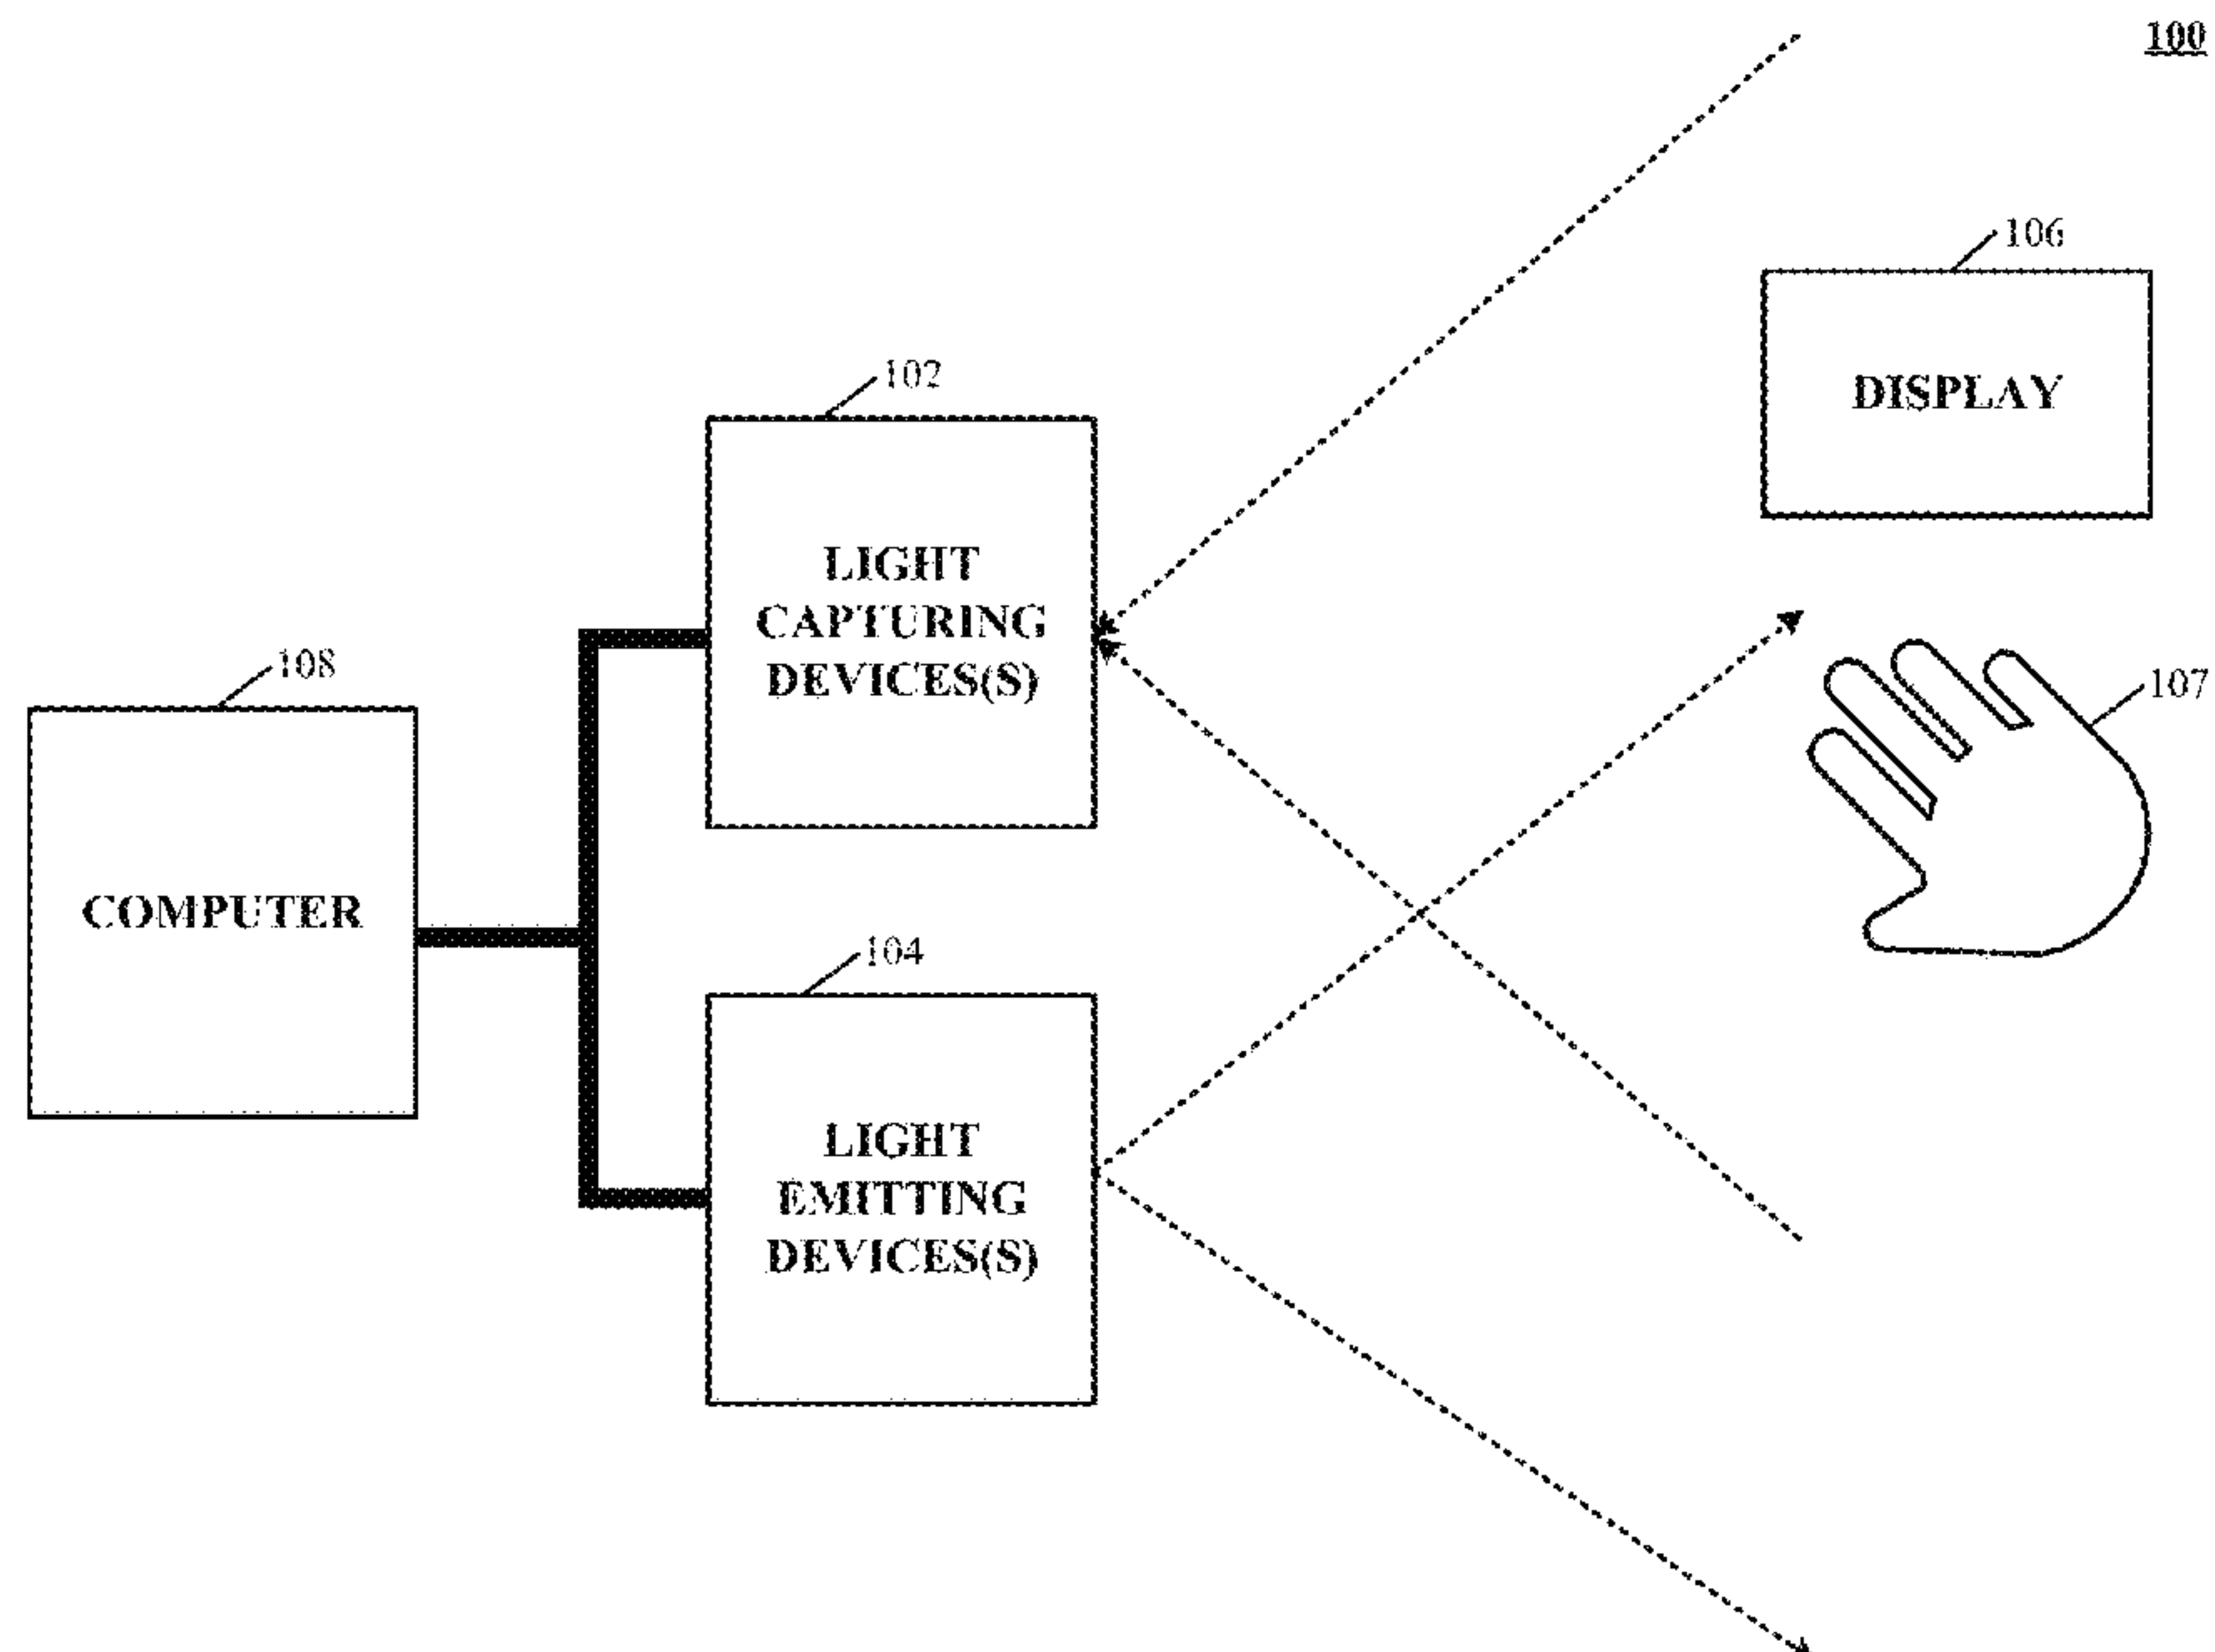 100
106
DISPLAY
102
LIGHT
CAPTURING
DEVICES(S)
108
COMPUTER
107
104
LIGHT
EMITTING
DEVICES(S)